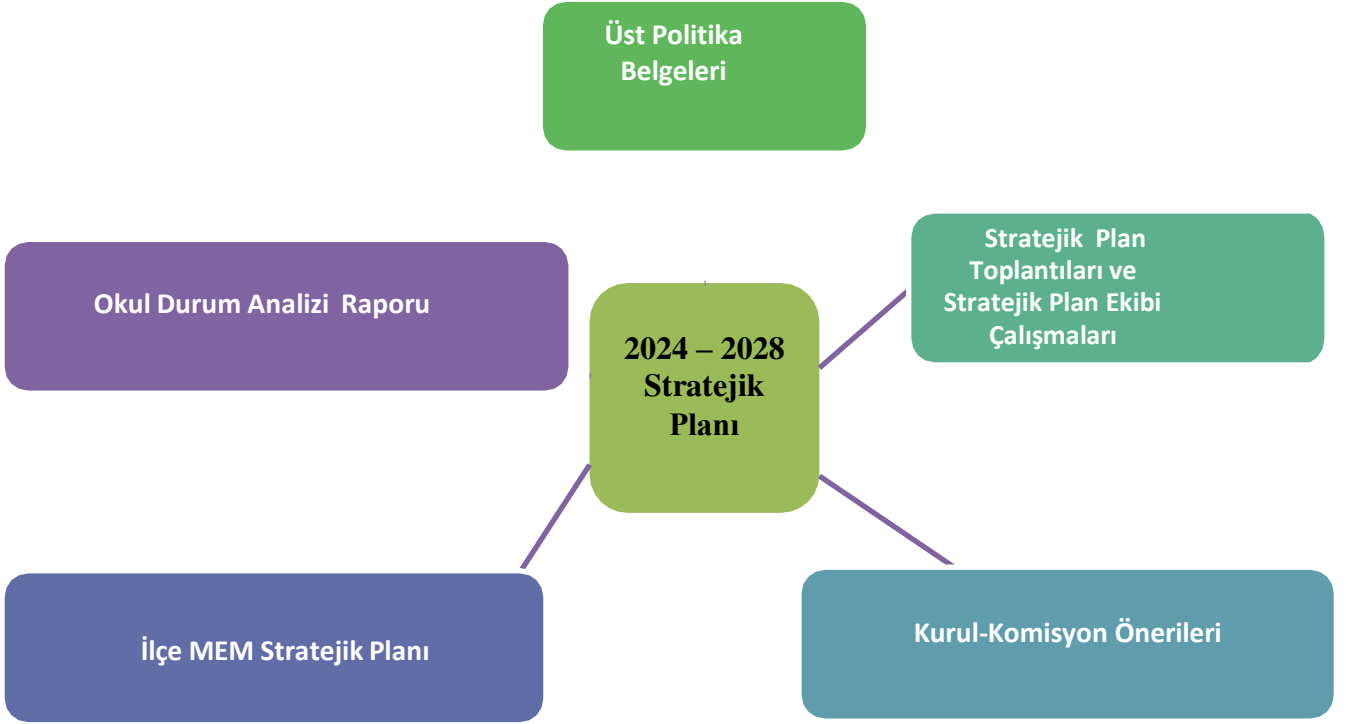 Üst Politika
Belgeleri
Stratejik Plan
Toplantıları ve
Stratejik Plan Ekibi
Çalışmaları
Okul Durum Analizi Raporu
2024 – 2028
Stratejik
Planı
İlçe MEM Stratejik Planı
Kurul-Komisyon Önerileri